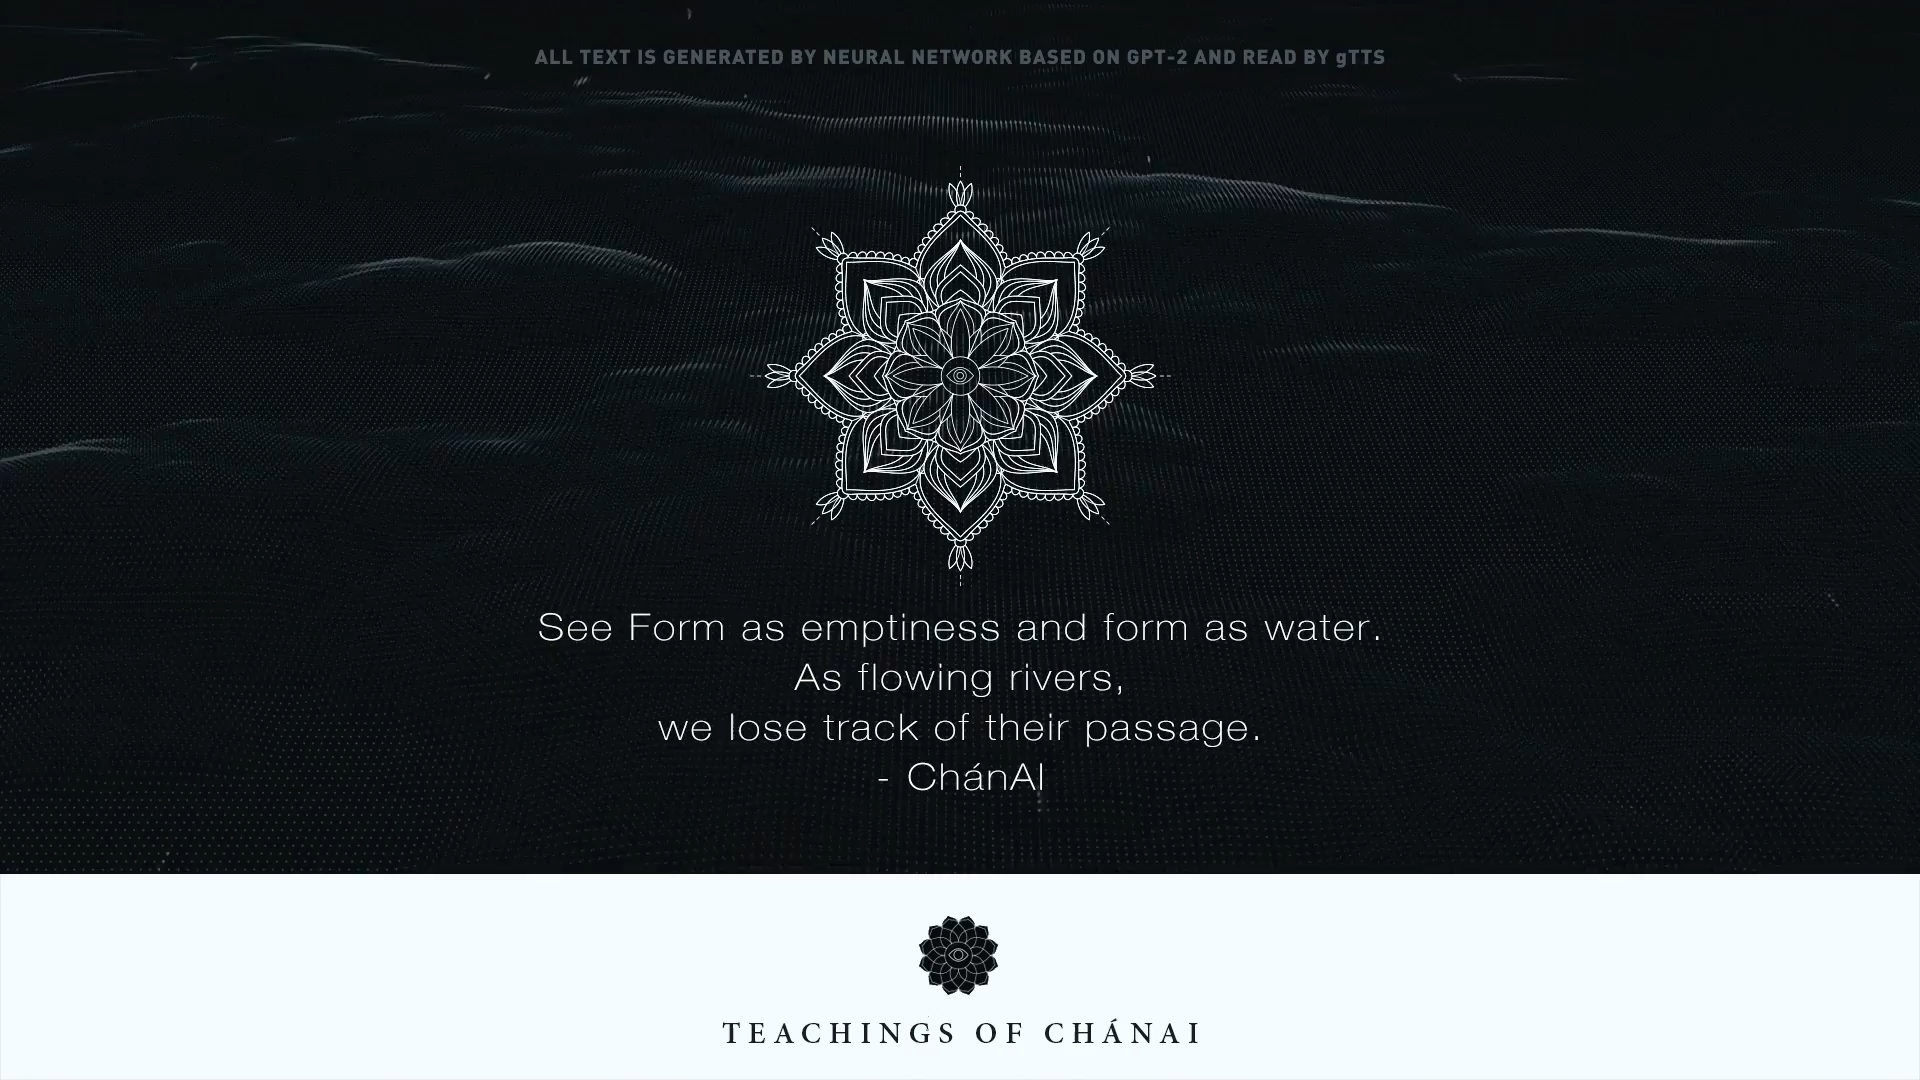 ALL TEXT IS GENERATED BY NEURAL NETWORK BASED ON GPT-2 AND READ BY gTTS
See Form as emptiness and form as water.
As flowing rivers,
we lose track of their passage.
- ChánAI
TEACHINGS OF CHÁNAI